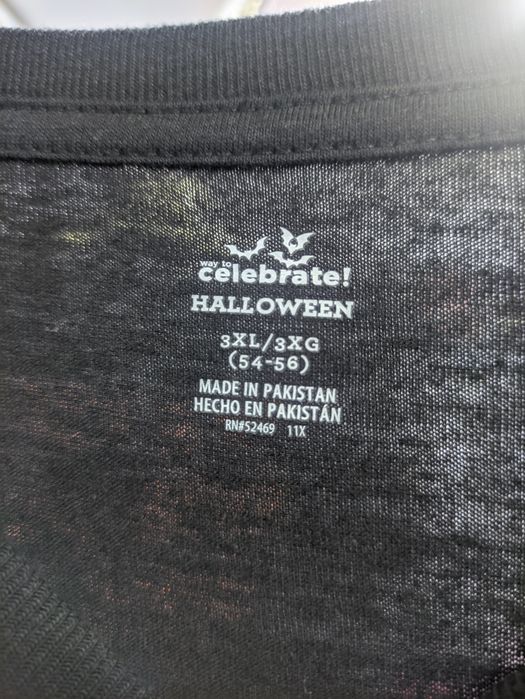 way to
celebrate!
HALLOWEEN
3XL/3XG
(54-56)
MADE IN PAKISTAN
HECHO EN PAKISTÁN
RN#52469 11X